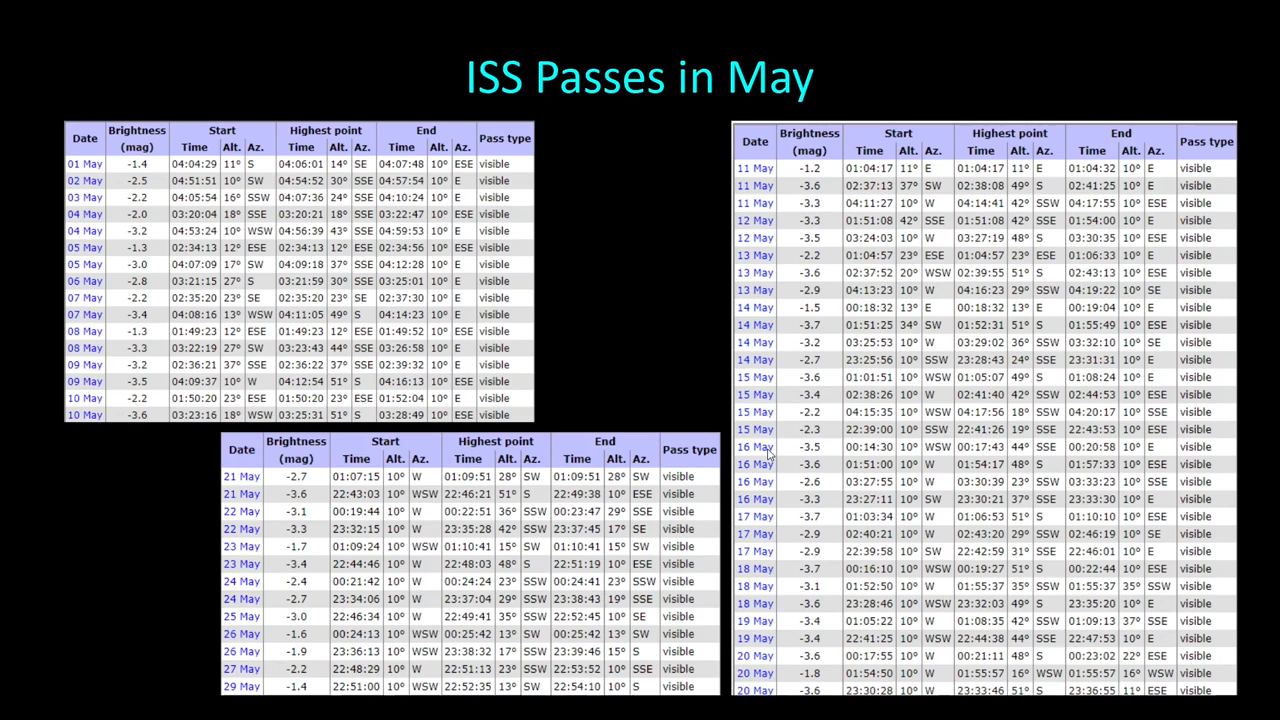 ISS Passes in May
Date Brightness (mag) Start Highest point End Pass type
Time Alt. Az. Time Alt. Az. Time Alt. Az.
01 May -1.4 04:04:29 11° S 04:06:01 14° SE 04:07:48 10° ESE visible
02 May -2.5 04:51:51 10° SW 04:54:52 30° SSE 04:57:54 10° E visible
03 May -2.2 04:05:54 16° SSW 04:07:36 24° SSE 04:10:24 10° E visible
04 May -2.0 03:20:04 18° SSE 03:20:21 18° SSE 03:22:47 10° ESE visible
04 May -3.2 04:53:24 10° WSW 04:56:39 43° SSE 04:59:53 10° E visible
05 May -1.3 02:34:13 12° ESE 02:34:13 12° ESE 02:34:56 10° ESE visible
05 May -3.0 04:07:09 17° SW 04:09:18 37° SSE 04:12:28 10° E visible
06 May -2.8 03:21:15 27° S 03:21:59 30° SSE 03:25:01 10° E visible
07 May -2.2 02:35:20 23° SE 02:35:20 23° SE 02:37:30 10° E visible
07 May -3.4 04:08:16 13° WSW 04:11:05 49° S 04:14:23 10° E visible
08 May -1.3 01:49:23 12° ESE 01:49:23 12° ESE 01:49:52 10° ESE visible
08 May -3.3 03:22:19 27° SW 03:23:43 44° SSE 03:26:58 10° E visible
09 May -3.2 02:36:21 37° SSE 02:36:22 37° SSE 02:39:32 10° E visible
09 May -3.5 04:09:37 10° W 04:12:54 51° S 04:16:13 10° ESE visible
10 May -2.2 01:50:20 23° ESE 01:50:20 23° ESE 01:52:04 10° E visible
10 May -3.6 03:23:16 18° WSW 03:25:31 51° S 03:28:49 10° ESE visible
Date Brightness (mag) Start Highest point End Pass type
Time Alt. Az. Time Alt. Az. Time Alt. Az.
11 May -1.2 01:04:17 11° E 01:04:17 11° E 01:04:32 10° E visible
11 May -3.6 02:37:13 37° SW 02:38:08 49° S 02:41:25 10° E visible
11 May -3.3 04:11:27 10° W 04:14:41 42° SSW 04:17:55 10° ESE visible
12 May -3.3 01:51:08 42° SSE 01:51:08 42° SSE 01:54:00 10° E visible
12 May -3.5 03:24:03 10° W 03:27:19 48° S 03:30:35 10° ESE visible
13 May -2.2 01:04:57 23° ESE 01:04:57 23° ESE 01:06:33 10° E visible
13 May -3.6 02:37:52 20° WSW 02:39:55 51° S 02:43:13 10° ESE visible
13 May -2.9 04:13:23 10° W 04:16:23 29° SSW 04:19:22 10° SE visible
14 May -1.5 00:18:32 13° E 00:18:32 13° E 00:19:04 10° E visible
14 May -3.7 01:51:25 34° SW 01:52:31 51° S 01:55:49 10° ESE visible
14 May -3.2 03:25:53 10° W 03:29:02 36° SSW 03:32:10 10° SE visible
14 May -2.7 23:25:56 10° SSW 23:28:43 24° SSE 23:31:31 10° E visible
15 May -3.6 01:01:51 10° WSW 01:05:07 49° S 01:08:24 10° E visible
15 May -3.4 02:38:26 10° W 02:41:40 42° SSW 02:44:53 10° ESE visible
15 May -2.2 04:15:35 10° WSW 04:17:56 18° SSW 04:20:17 10° SSE visible
15 May -2.3 22:39:00 10° SSW 22:41:26 19° SSE 22:43:53 10° ESE visible
16 May -3.5 00:14:30 10° WSW 00:17:43 44° SSE 00:20:58 10° E visible
16 May -3.6 01:51:00 10° W 01:54:17 48° S 01:57:33 10° ESE visible
16 May -2.6 03:27:55 10° W 03:30:39 23° SSW 03:33:23 10° SSE visible
16 May -3.3 23:27:11 10° SW 23:30:21 37° SSE 23:33:30 10° E visible
17 May -3.7 01:03:34 10° W 01:06:53 51° S 01:10:10 10° ESE visible
17 May -2.9 02:40:21 10° W 02:43:20 29° SSW 02:46:19 10° SE visible
17 May -2.9 22:39:58 10° SW 22:42:59 31° SSE 22:46:01 10° E visible
18 May -3.7 00:16:10 10° W 00:19:27 51° S 00:22:44 10° ESE visible
18 May -3.1 01:52:50 10° W 01:55:37 35° SSW 01:55:37 35° SSW visible
18 May -3.6 23:28:46 10° WSW 23:32:03 49° S 23:35:20 10° E visible
19 May -3.4 01:05:22 10° W 01:08:35 42° SSW 01:09:13 37° SSE visible
19 May -3.4 22:41:25 10° WSW 22:44:38 44° SSE 22:47:53 10° E visible
20 May -3.6 00:17:55 10° W 00:21:11 48° S 00:23:02 22° ESE visible
20 May -1.8 01:54:50 10° W 01:55:57 16° WSW 01:55:57 16° WSW visible
20 May -3.6 23:30:28 10° W 23:33:46 51° S 23:36:55 11° ESE visible
Date Brightness (mag) Start Highest point End Pass type
Time Alt. Az. Time Alt. Az. Time Alt. Az.
21 May -2.7 01:07:15 10° W 01:09:51 28° SW 01:09:51 28° SW visible
21 May -3.6 22:43:03 10° WSW 22:46:21 51° S 22:49:38 10° ESE visible
22 May -3.1 00:19:44 10° W 00:22:51 36° SSW 00:23:47 29° SSE visible
22 May -3.3 23:32:15 10° W 23:35:28 42° SSW 23:37:45 17° SE visible
23 May -1.7 01:09:24 10° WSW 01:10:41 15° SW 01:10:41 15° SW visible
23 May -3.4 22:44:46 10° W 22:48:03 48° S 22:51:19 10° ESE visible
24 May -2.4 00:21:42 10° W 00:24:24 23° SSW 00:24:41 23° SSW visible
24 May -2.7 23:34:06 10° W 23:37:04 29° SSW 23:38:43 19° SSE visible
25 May -3.0 22:46:34 10° W 22:49:41 35° SSW 22:52:45 10° SE visible
26 May -1.6 00:24:13 10° WSW 00:25:42 13° SW 00:25:42 13° SW visible
26 May -1.9 23:36:13 10° WSW 23:38:32 17° SSW 23:39:46 15° S visible
27 May -2.2 22:48:29 10° W 22:51:13 23° SSW 22:53:52 10° SSE visible
29 May -1.4 22:51:00 10° WSW 22:52:35 13° SW 22:54:10 10° S visible